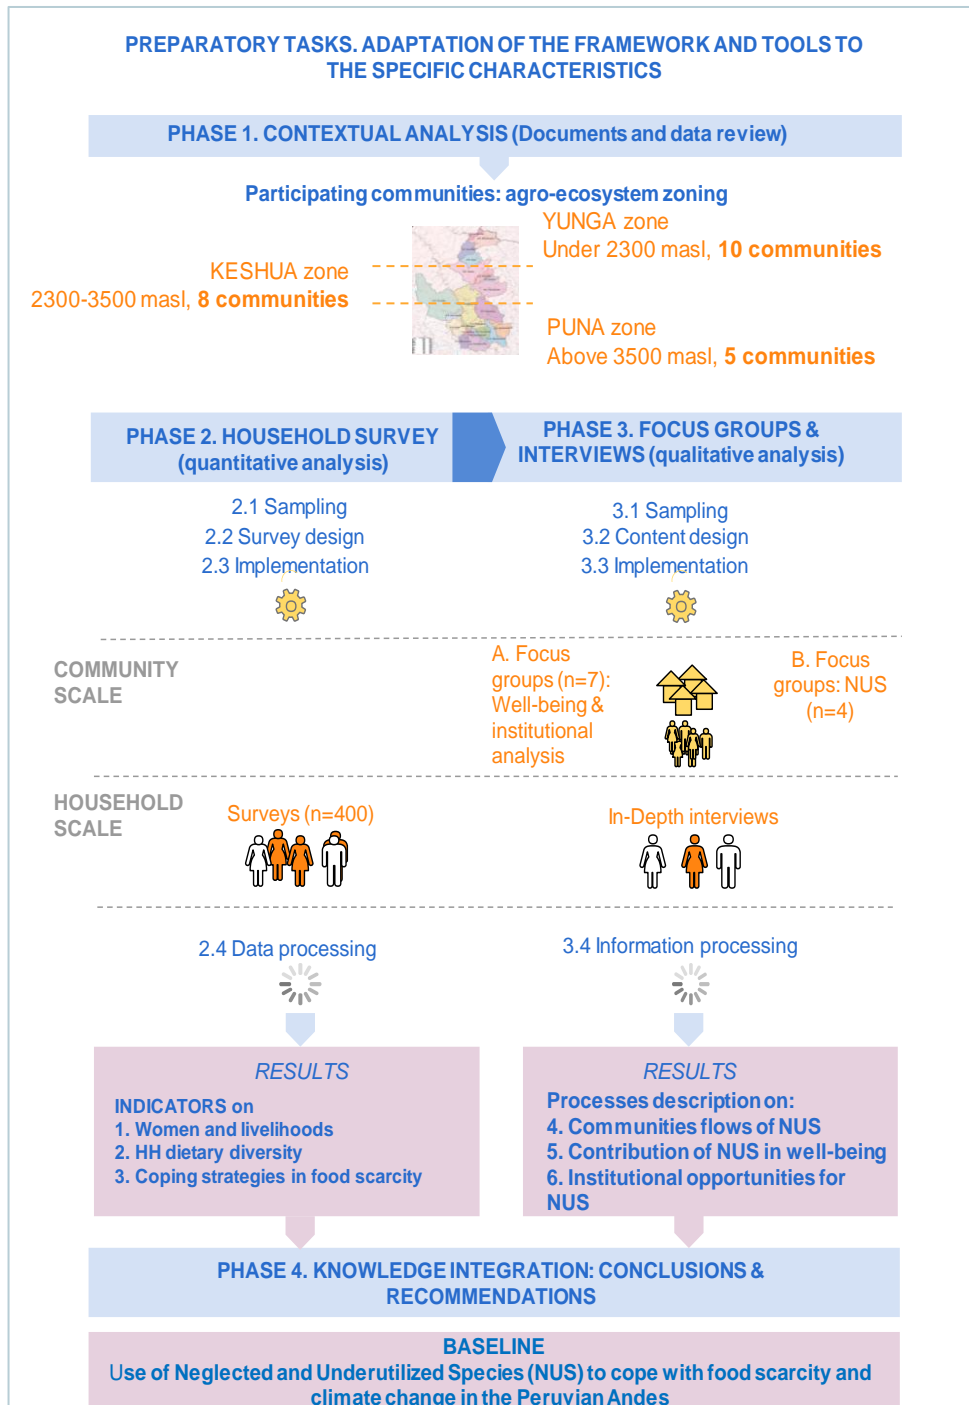 PREPARATORY TASKS. ADAPTATION OF THE FRAMEWORK AND TOOLS TO
THE SPECIFIC CHARACTERISTICS
PHASE 1. CONTEXTUAL ANALYSIS (Documents and data review)
Participating communities: agro-ecosystem zoning
YUNGA zone
Under 2300 masl, 10 communities
KESHUA zone
2300-3500 masl, 8 communities
PUNA zone
Above 3500 masl, 5 communities
PHASE 2. HOUSEHOLD SURVEY
(quantitative analysis)
PHASE 3. FOCUS GROUPS &
INTERVIEWS (qualitative analysis)
2.1 Sampling
2.2 Survey design
2.3 Implementation
3.1 Sampling
3.2 Content design
3.3 Implementation
COMMUNITY
SCALE
A. Focus
groups (n=7):
Well-being &
institutional
analysis
B. Focus
groups: NUS
(n=4)
HOUSEHOLD
SCALE
Surveys (n=400)
In-Depth interviews
2.4 Data processing
3.4 Information processing
RESULTS
INDICATORS on
1. Women and livelihoods
2. HH dietary diversity
3. Coping strategies in food scarcity
RESULTS
Processes description on:
4. Communities flows of NUS
5. Contribution of NUS in well-being
6. Institutional opportunities for
NUS
PHASE 4. KNOWLEDGE INTEGRATION: CONCLUSIONS &
RECOMMENDATIONS
BASELINE
Use of Neglected and Underutilized Species (NUS) to cope with food scarcity and
climate change in the Peruvian Andes